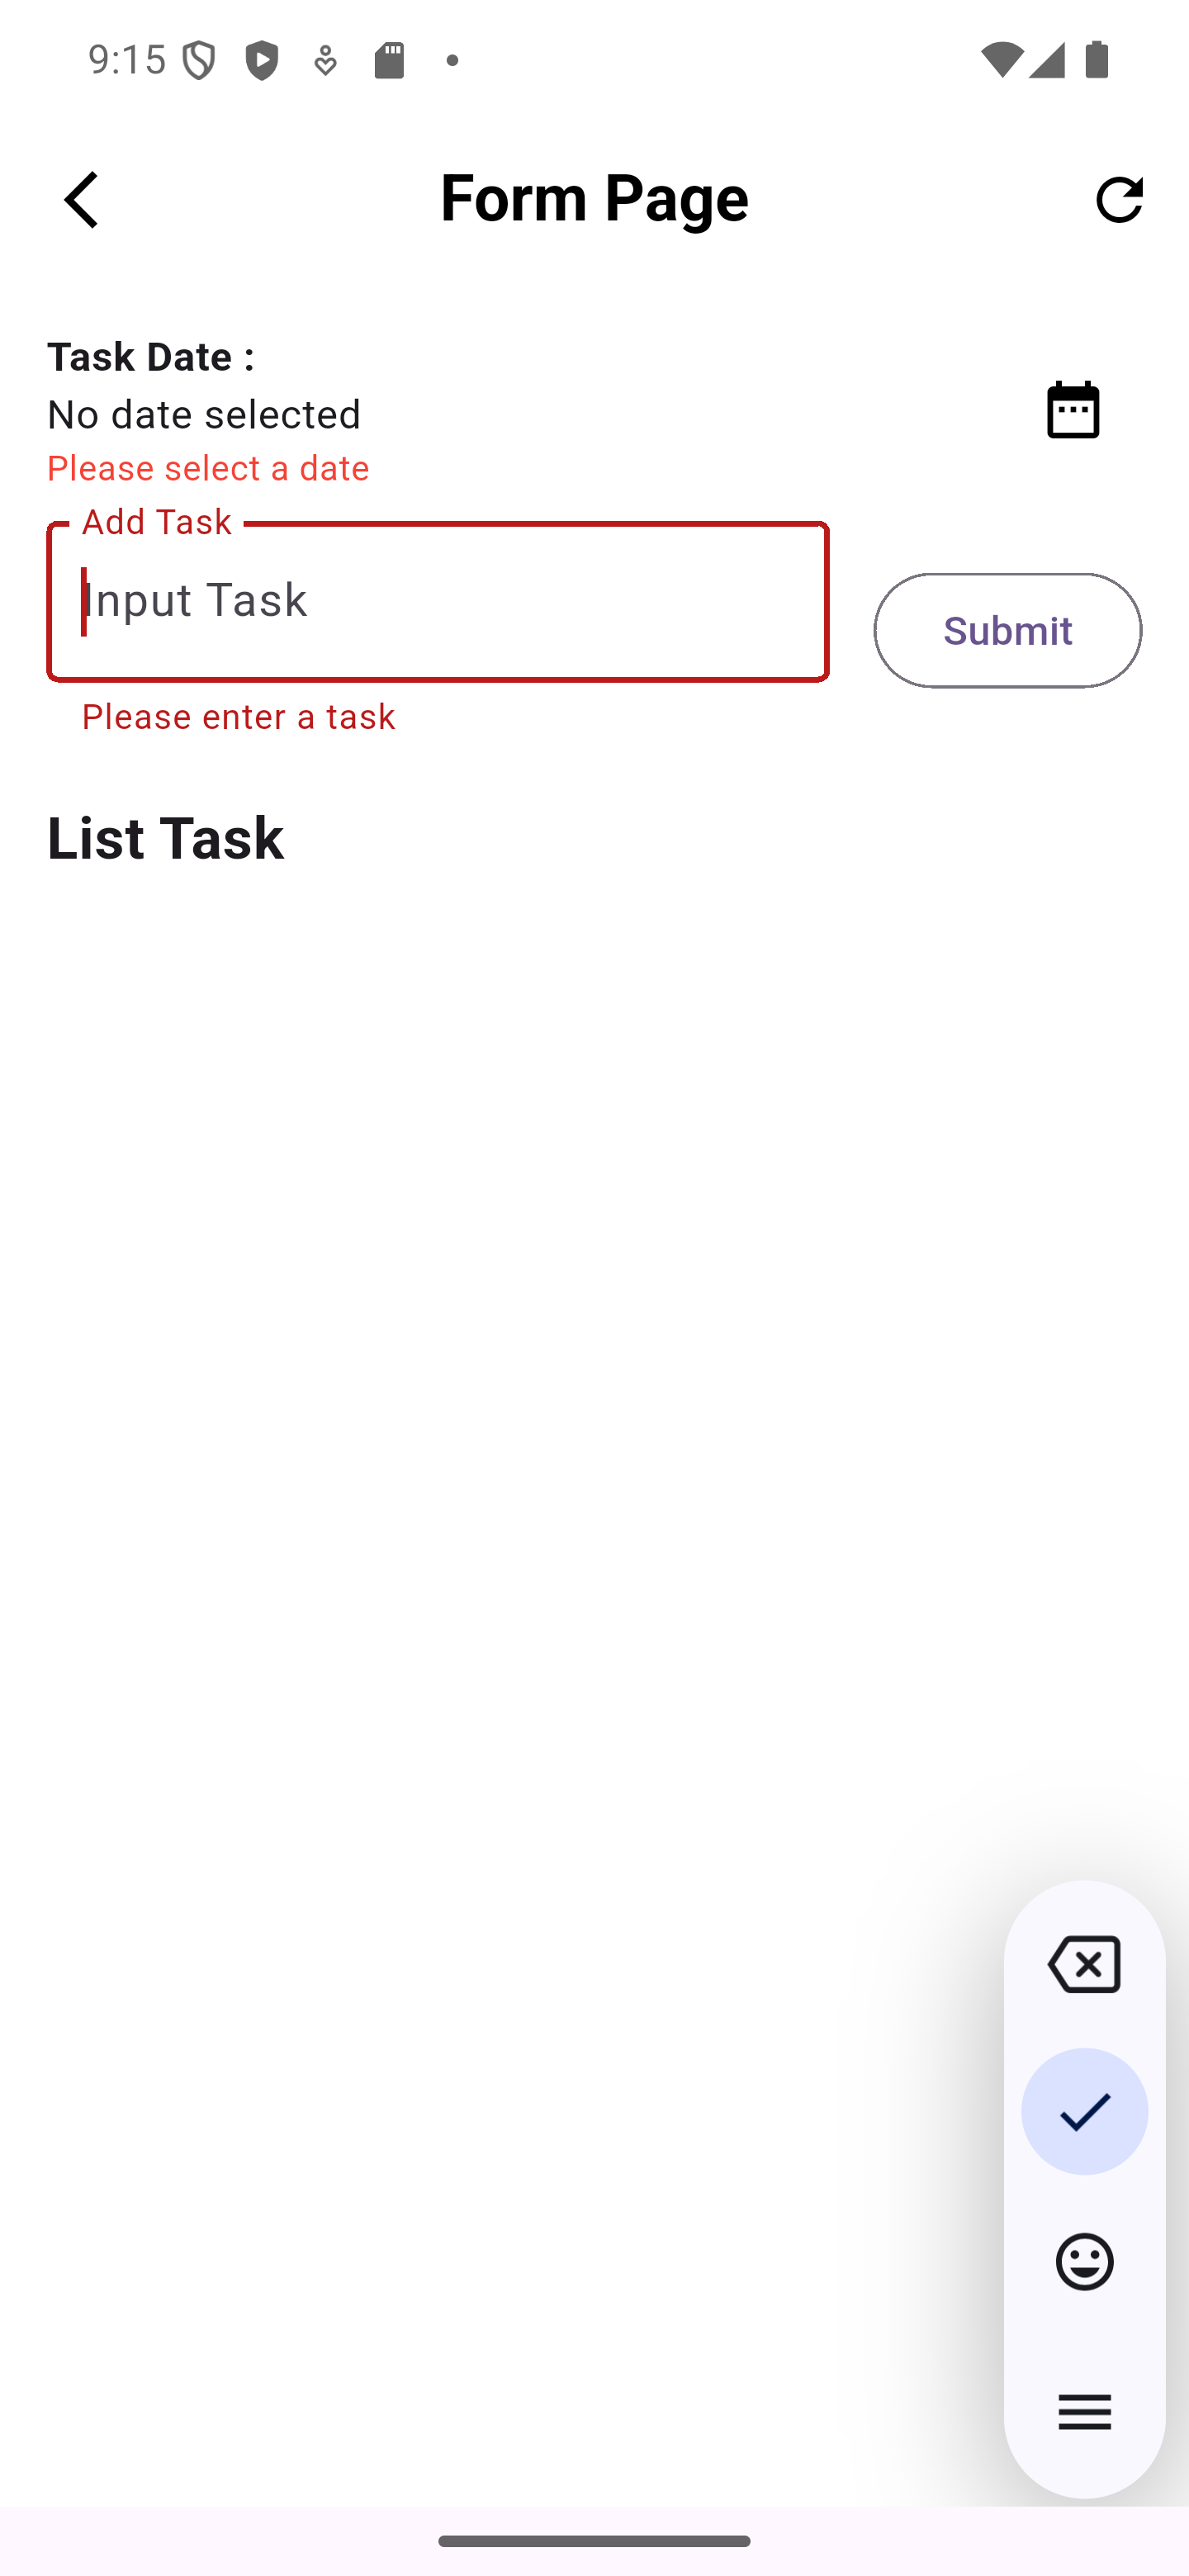 9:15
Form Page
Task Date :
No date selected
Please select a date
Add Task
Input Task
Submit
Please enter a task
List Task